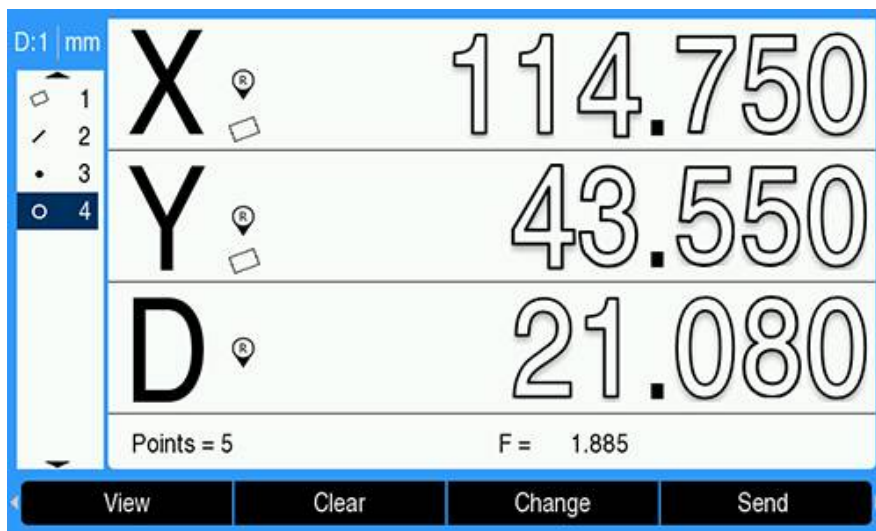 D:1 mm
1
2
3
4
X R 114.750
Y R 43.550
D R 21.080
Points = 5 F = 1.885
View Clear Change Send